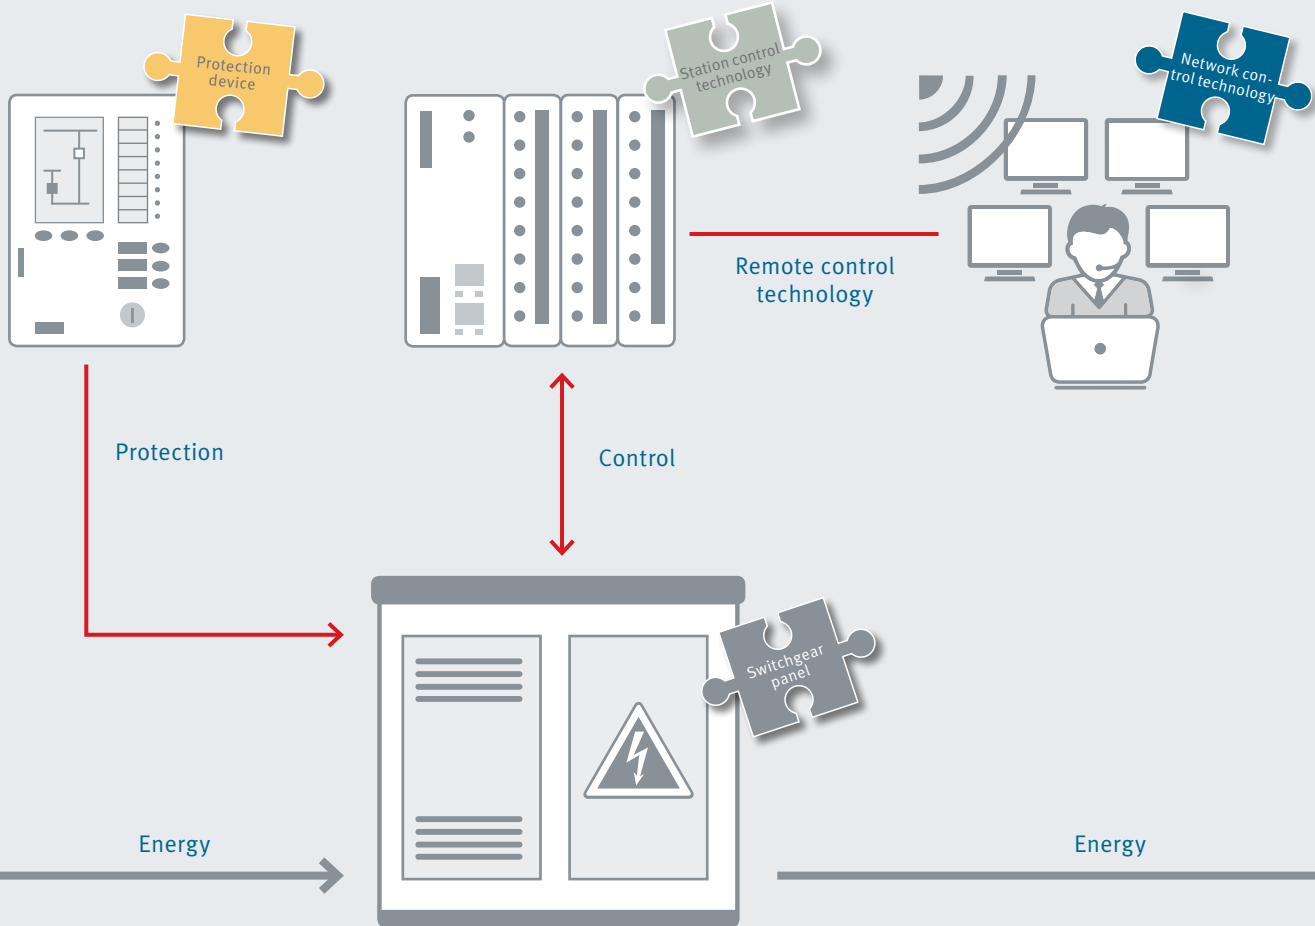 Protection
device
Station control
technology
Network con-
trol technology
Remote control
technology
Protection
Control
Switchgear
panel
Energy
Energy